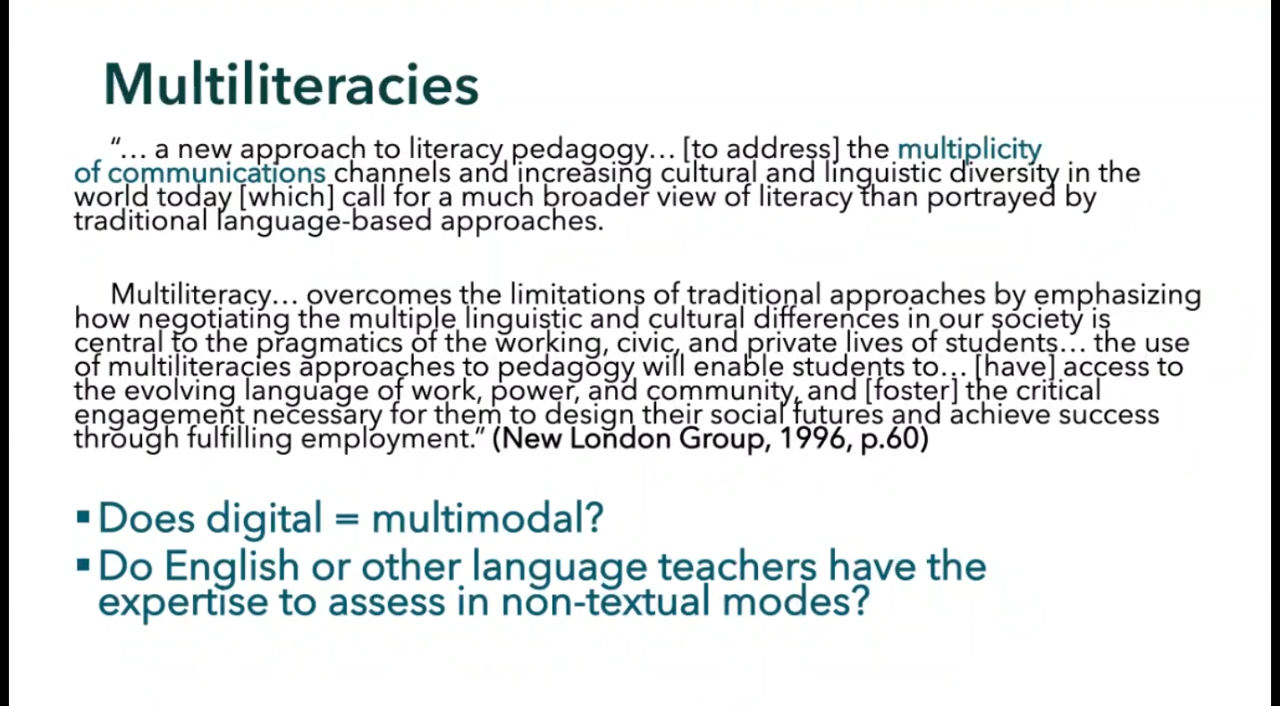 Multiliteracies
“… a new approach to literacy pedagogy… [to address] the multiplicity
of communications channels and increasing cultural and linguistic diversity in the
world today [which] call for a much broader view of literacy than portrayed by
traditional language-based approaches.
Multiliteracy… overcomes the limitations of traditional approaches by emphasizing
how negotiating the multiple linguistic and cultural differences in our society is
central to the pragmatics of the working, civic, and private lives of students… the use
of multiliteracies approaches to pedagogy will enable students to… [have] access to
the evolving language of work, power, and community, and [foster] the critical
engagement necessary for them to design their social futures and achieve success
through fulfilling employment.” (New London Group, 1996, p.60)
▪Does digital = multimodal?
▪Do English or other language teachers have the
expertise to assess in non-textual modes?